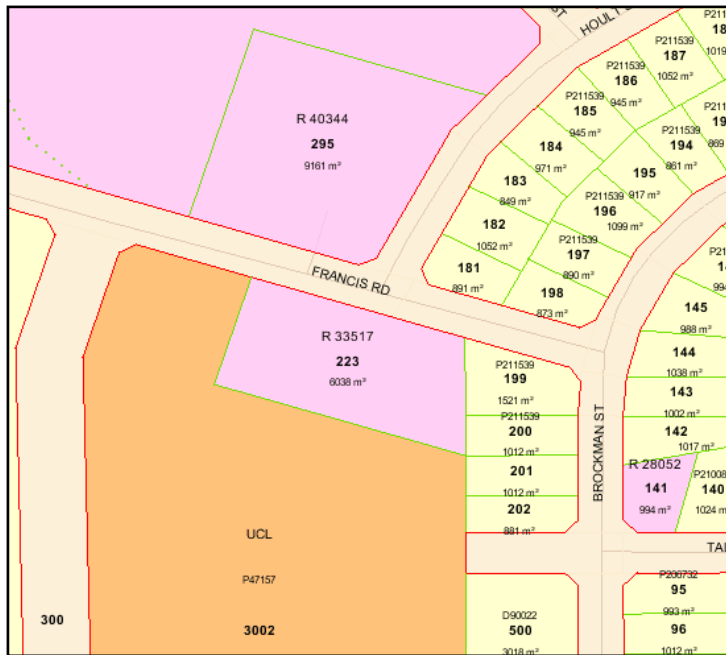 ST
HOULT
P211539
187
1052 m²
P211539
186
945 m²
P211539
185
945 m²
184
971 m²
183
849 m²
182
1052 m²
181
891 m²
P211539
194
861 m²
195
917 m²
P211539
196
1099 m²
P211539
197
890 m²
198
873 m²
R 40344
295
9161 m²
FRANCIS RD
R 33517
223
6038 m²
P211539
199
1521 m²
P211539
200
1012 m²
201
1012 m²
202
881 m²
BROCKMAN ST
145
988 m²
144
1038 m²
143
1002 m²
142
1017 m²
R 28052
141
994 m²
P21008
140
1024 m
TAL
UCL
P47157
3002
300
D90022
500
3018 m²
P200732
95
993 m²
96
1012 m²